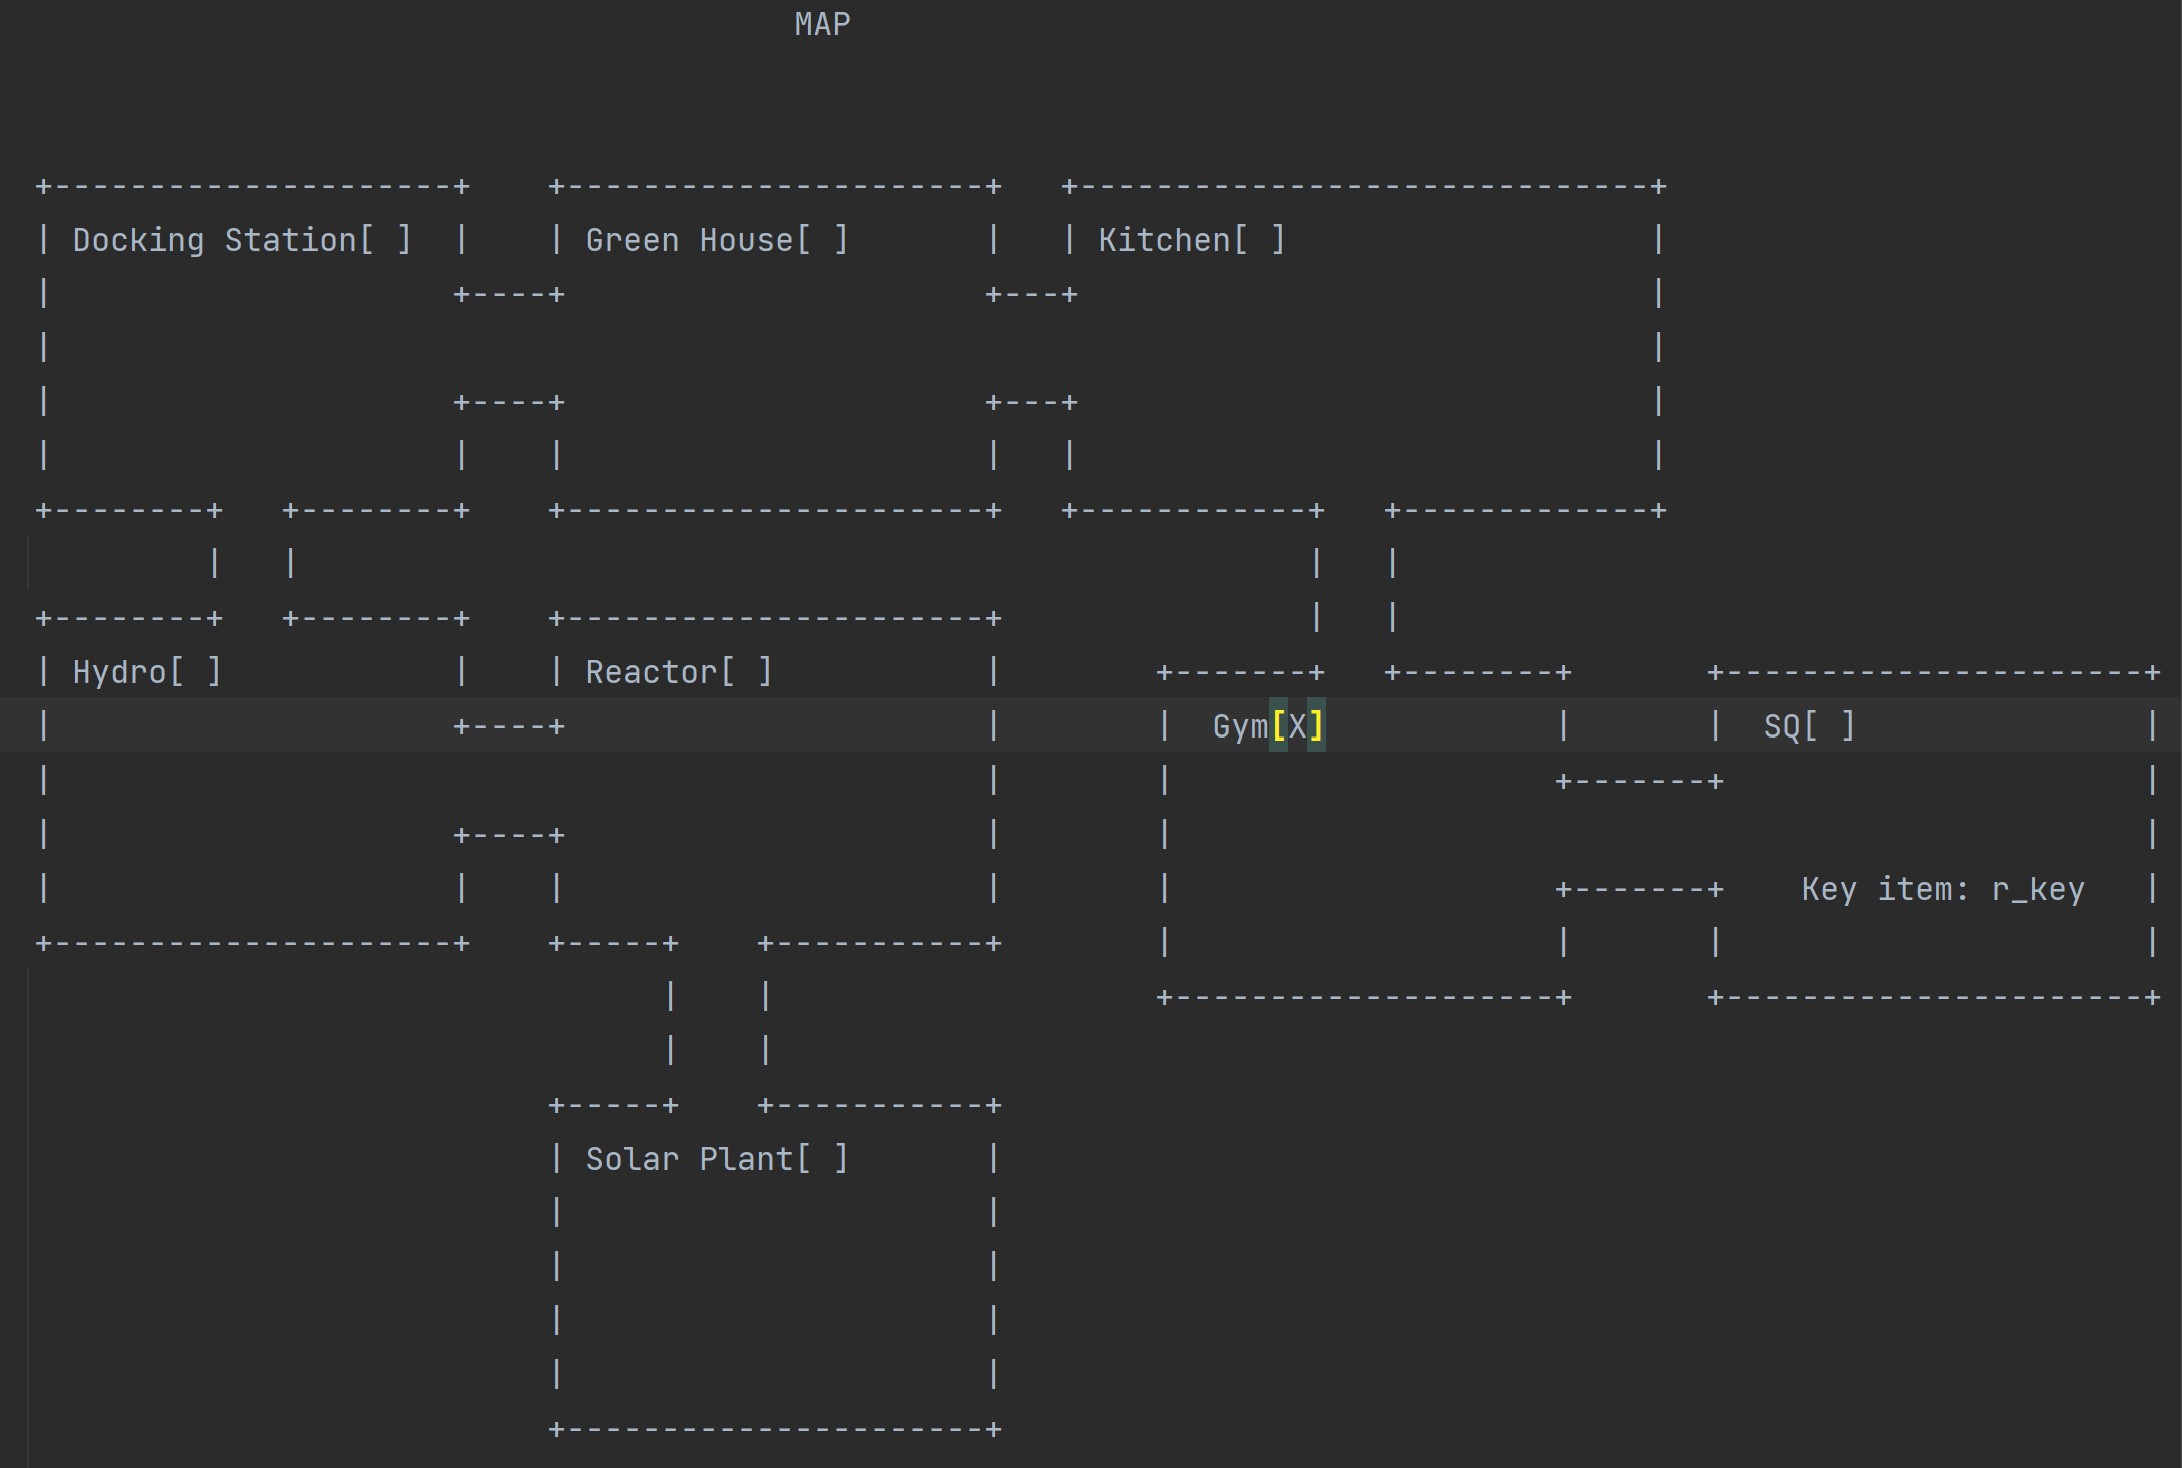 MAP
Docking Station[ ]
Green House[ ]
Kitchen[ ]
Hydro[ ]
Reactor[ ]
Gym[X]
SQ[ ]
Key item: r_key
Solar Plant[ ]